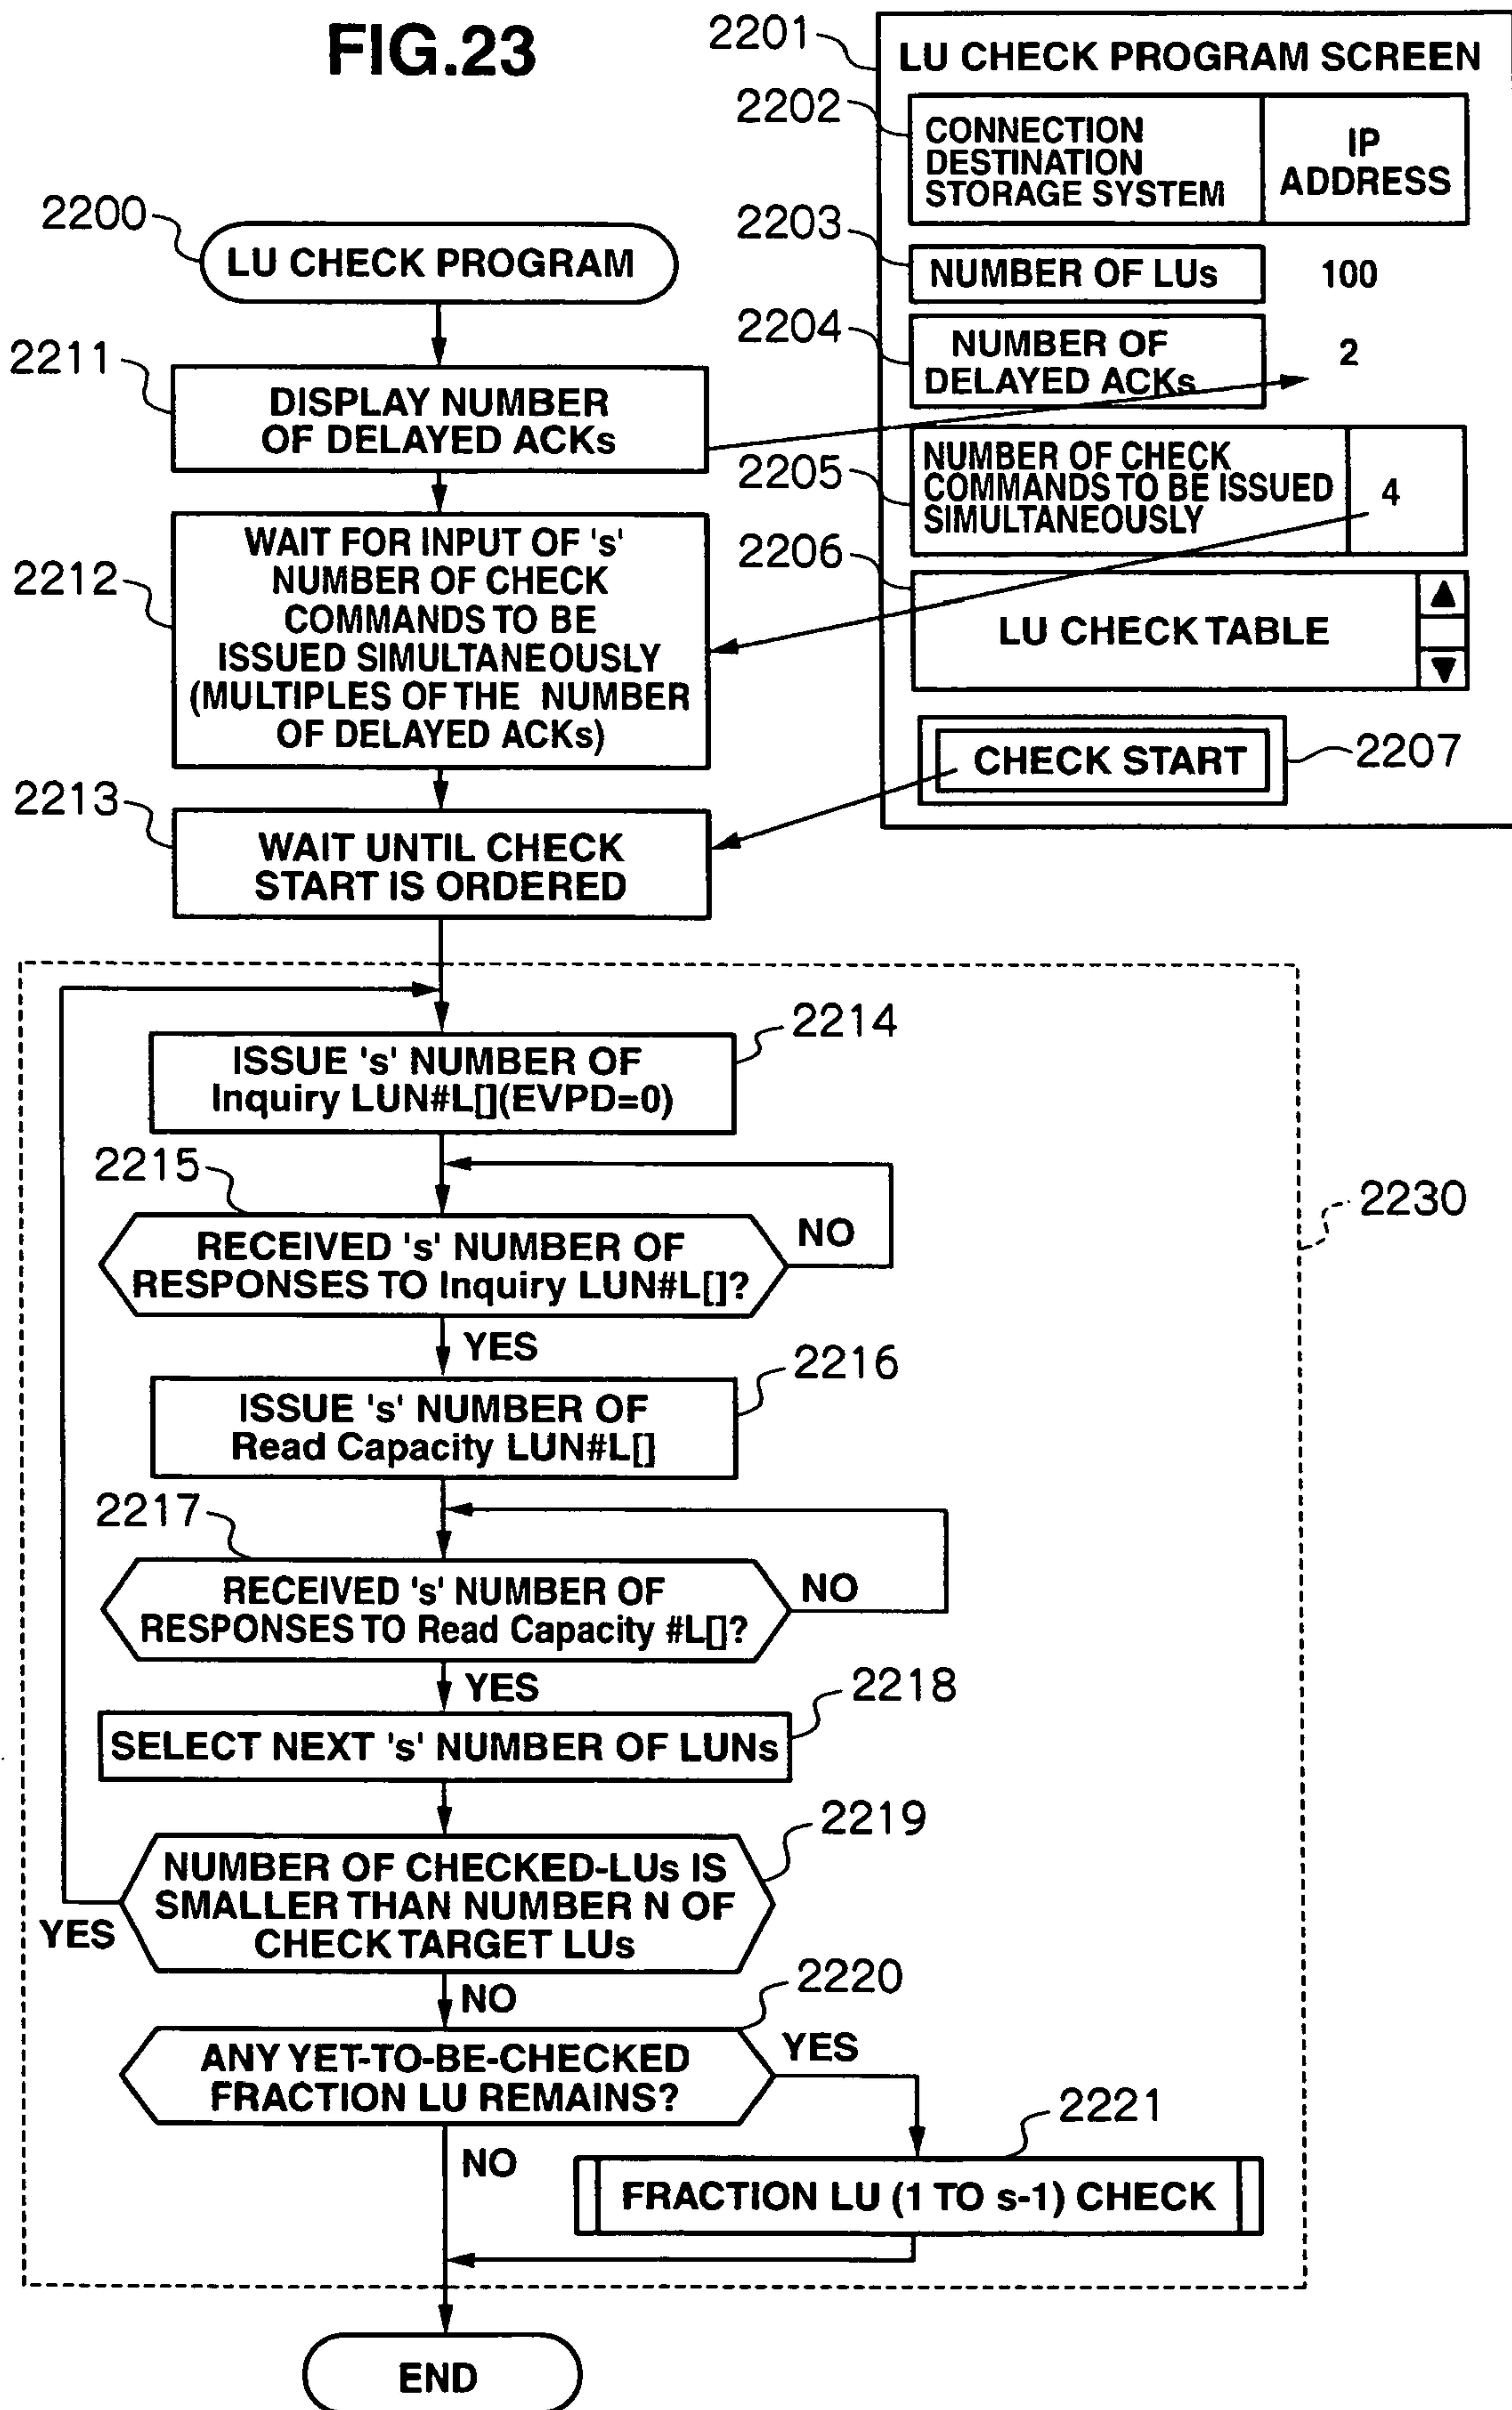 FIG.23
2201
LU CHECK PROGRAM SCREEN
2202
CONNECTION
DESTINATION
STORAGE SYSTEM
IP
ADDRESS
2203
NUMBER OF LUs
100
2204
NUMBER OF
DELAYED ACKs
2
2205
NUMBER OF CHECK
COMMANDS TO BE ISSUED
SIMULTANEOUSLY
4
2206
LU CHECK TABLE
▲
▼
CHECK START
2207
2200
LU CHECK PROGRAM
2211
DISPLAY NUMBER
OF DELAYED ACKs
2212
WAIT FOR INPUT OF 's'
NUMBER OF CHECK
COMMANDS TO BE
ISSUED SIMULTANEOUSLY
(MULTIPLES OF THE NUMBER
OF DELAYED ACKs)
2213
WAIT UNTIL CHECK
START IS ORDERED
2214
ISSUE 's' NUMBER OF
Inquiry LUN#L[](EVPD=0)
2215
RECEIVED 's' NUMBER OF
RESPONSES TO Inquiry LUN#L[]?
NO
2230
YES
2216
ISSUE 's' NUMBER OF
Read Capacity LUN#L[]
2217
RECEIVED 's' NUMBER OF
RESPONSES TO Read Capacity #L[]?
NO
YES
2218
SELECT NEXT 's' NUMBER OF LUNs
2219
NUMBER OF CHECKED-LUs IS
SMALLER THAN NUMBER N OF
CHECK TARGET LUs
YES
NO
2220
ANY YET-TO-BE-CHECKED
FRACTION LU REMAINS?
YES
NO
2221
FRACTION LU (1 TO s-1) CHECK
END